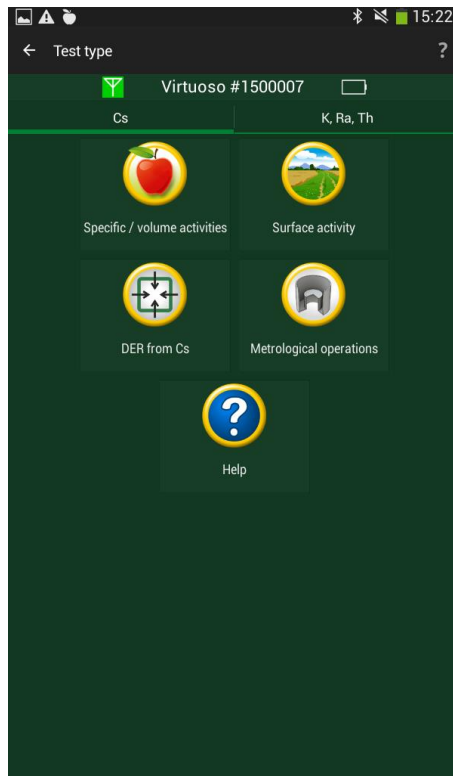 15:22
Test type
?
Virtuoso #1500007
Cs
K, Ra, Th
Specific / volume activities
Surface activity
DER from Cs
Metrological operations
?
Help